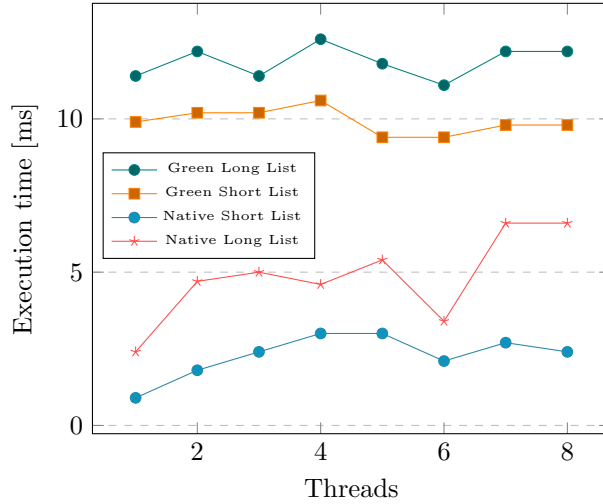 10
5
0
Execution time [ms]
Green Long List
Green Short List
Native Short List
Native Long List
2
4
6
8
Threads